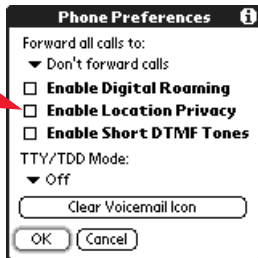 Phone Preferences
Forward all calls to:
Don't forward calls
Enable Digital Roaming
Enable Location Privacy
Enable Short DTMF Tones
TTY/TDD Mode:
Off
Clear Voicemail Icon
OK Cancel